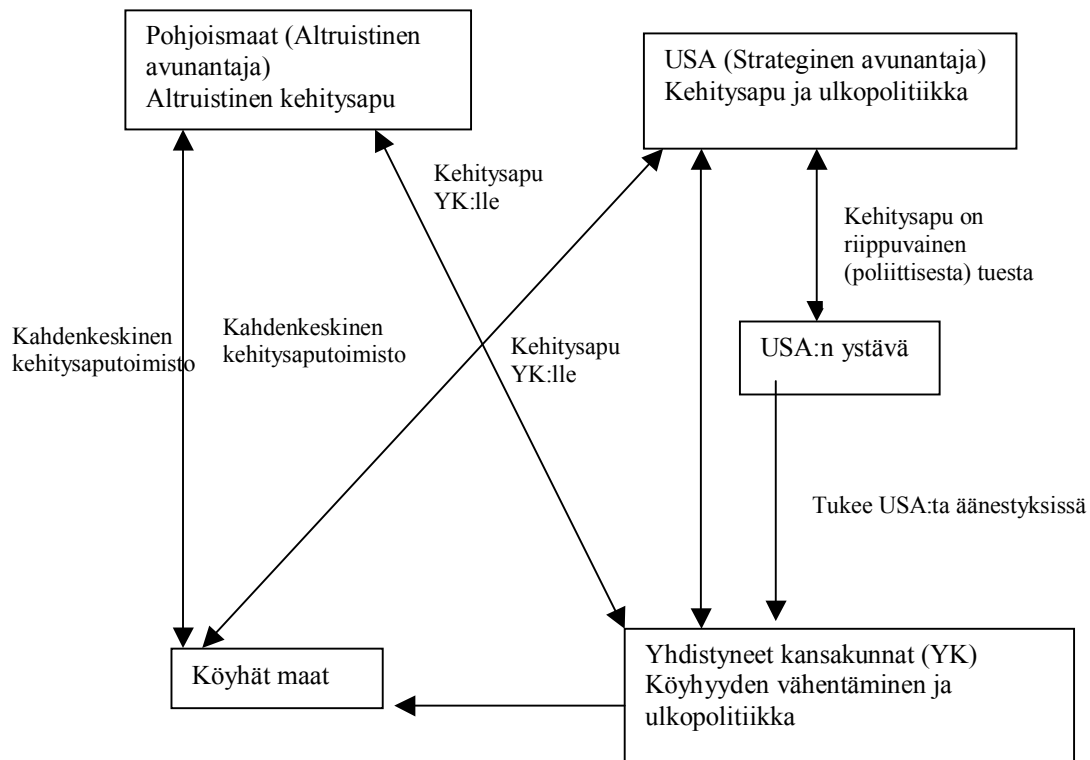 Pohjoismaat (Altruistinen
avunantaja)
Altruistinen kehitysapu
USA (Strateginen avunantaja)
Kehitysapu ja ulkopolitiikka
Kehitysapu
YK:lle
Kehitysapu on
riippuvainen
(poliittisesta) tuesta
Kahdenkeskinen
kehitysaputoimisto
Kahdenkeskinen
kehitysaputoimisto
Kehitysapu
YK:lle
USA:n ystävä
Tukee USA:ta äänestyksissä
Köyhät maat
Yhdistyneet kansakunnat (YK)
Köyhyyden vähentäminen ja
ulkopolitiikka